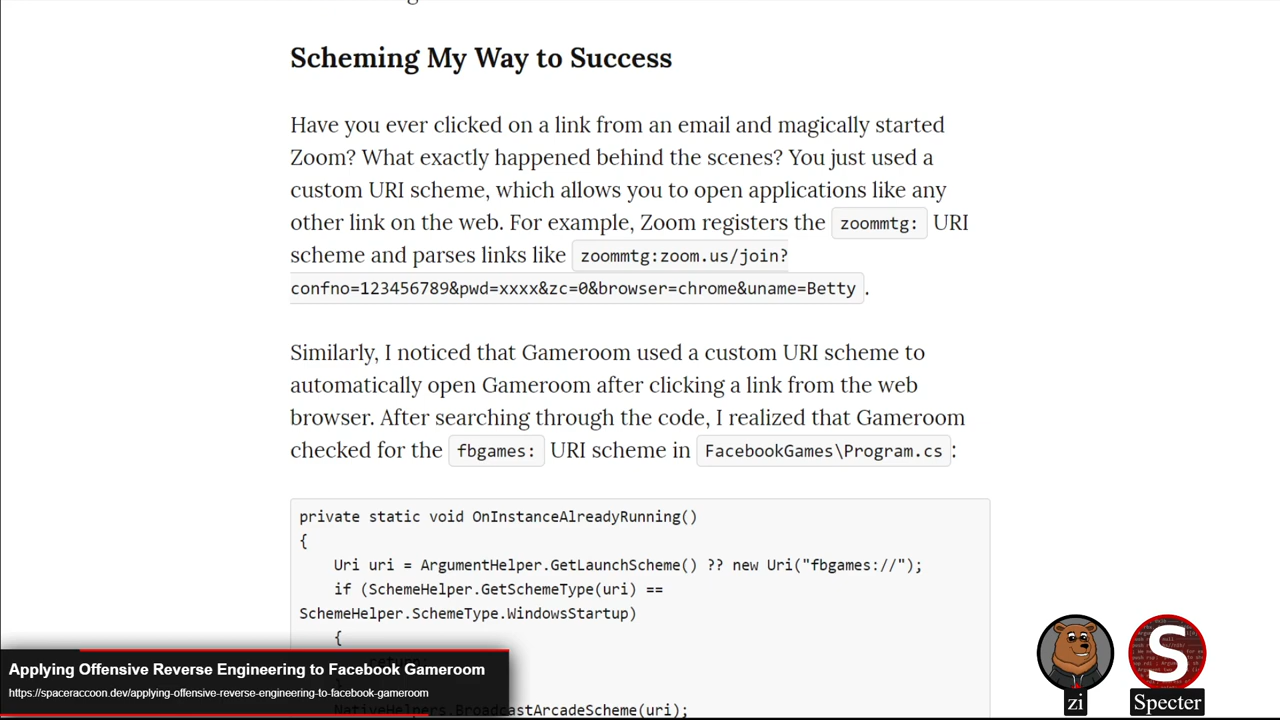 Scheming My Way to Success
Have you ever clicked on a link from an email and magically started
Zoom? What exactly happened behind the scenes? You just used a
custom URI scheme, which allows you to open applications like any
other link on the web. For example, Zoom registers the zoommtg: URI
scheme and parses links like zoommtg:zoom.us/join?
confno=123456789&pwd=xxxx&zc=0&browser=chrome&uname=Betty .
Similarly, I noticed that Gameroom used a custom URI scheme to
automatically open Gameroom after clicking a link from the web
browser. After searching through the code, I realized that Gameroom
checked for the fbgames: URI scheme in FacebookGames\Program.cs :
private static void OnInstanceAlreadyRunning()
{
Uri uri = ArgumentHelper.GetLaunchScheme() ?? new Uri("fbgames://");
if (SchemeHelper.GetSchemeType(uri) ==
SchemeHelper.SchemeType.WindowsStartup)
{
NativeHelpers.BroadcastArcadeScheme(uri);
Applying Offensive Reverse Engineering to Facebook Gameroom
https://spaceraccoon.dev/applying-offensive-reverse-engineering-to-facebook-gameroom
zi
S
Specter